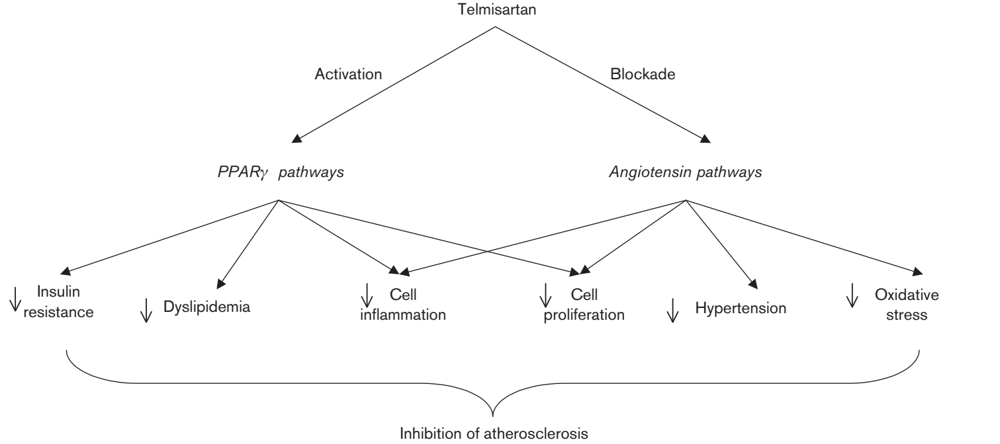 Telmisartan
Activation
Blockade
PPARγ pathways
Angiotensin pathways
Insulin
resistance
Dyslipidemia
Cell
inflammation
Cell
proliferation
Hypertension
Oxidative
stress
Inhibition of atherosclerosis